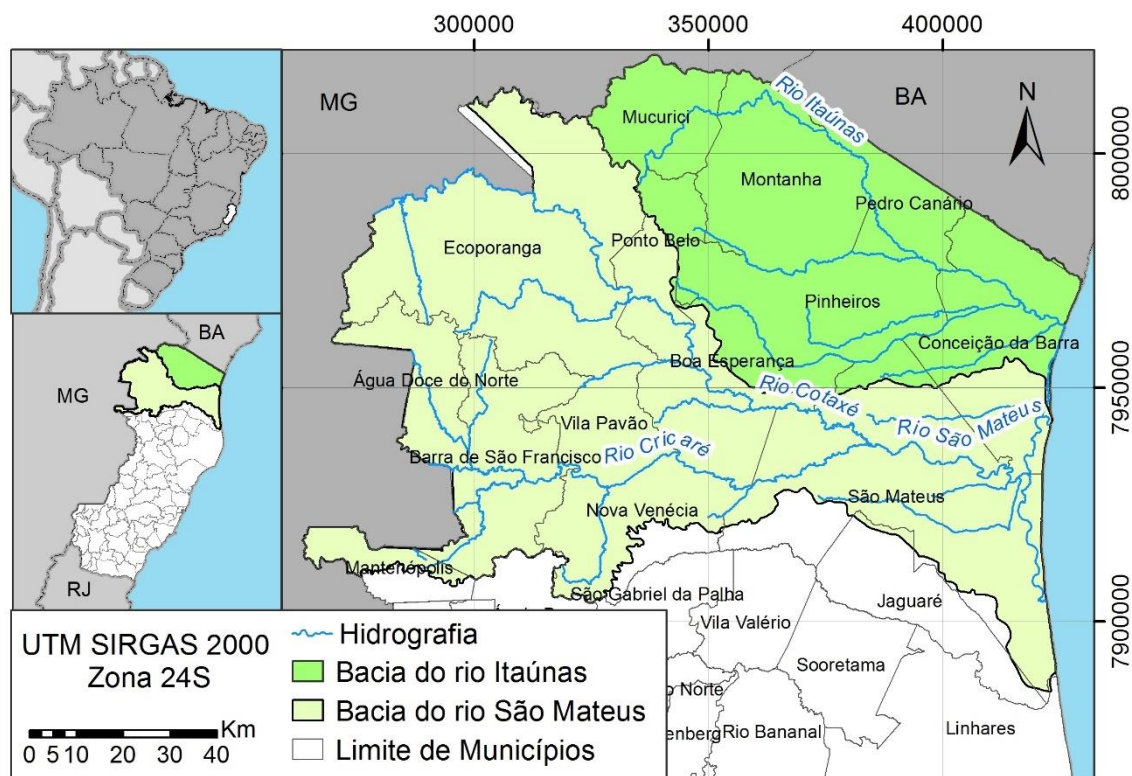 300000
350000
400000
MG
BA
N
Mucurici
Rio Itaúnas
8000000
Montanha
Pedro Canário
Ecoporanga
Ponto Belo
Pinheiros
BA
Conceição da Barra
Boa Esperança
Água Doce do Norte
MG
7950000
Rio Cotaxé
Rio São Mateus
Vila Pavão
Rio Cricaré
Barra de São Francisco
São Mateus
Nova Venécia
Mantenópolis
RJ
São Gabriel da Palha
Jaguaré
7900000
Vila Valério
Sooretama
o Norte
Linhares
enberg
Rio Bananal
UTM SIRGAS 2000
Zona 24S
0 5 10 20 30 40 Km
Hidrografia
Bacia do rio Itaúnas
Bacia do rio São Mateus
Limite de Municípios